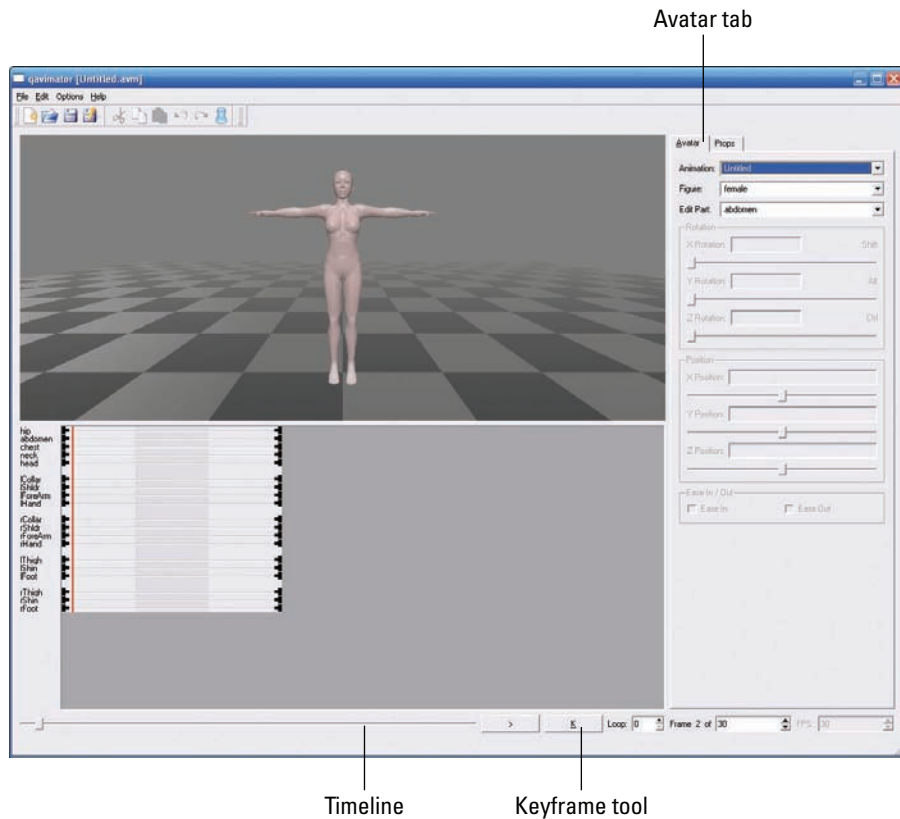 Avatar tab
qavimator [Untitled.avm]
File Edit Options Help
Avatar Props
Animation: Untitled
Figure: female
Edit Part: abdomen
Rotation
X Rotation: Shift
Y Rotation: Alt
Z Rotation: Ctrl
Position
X Position:
Y Position:
Z Position:
Ease In / Out
Ease In Ease Out
hip
abdomen
chest
neck
head
lCollar
lShldr
lForeArm
lHand
rCollar
rShldr
rForeArm
rHand
lThigh
lShin
lFoot
rThigh
rShin
rFoot
> K Loop: 0 Frame 2 of 30 FPS: 30
Timeline Keyframe tool